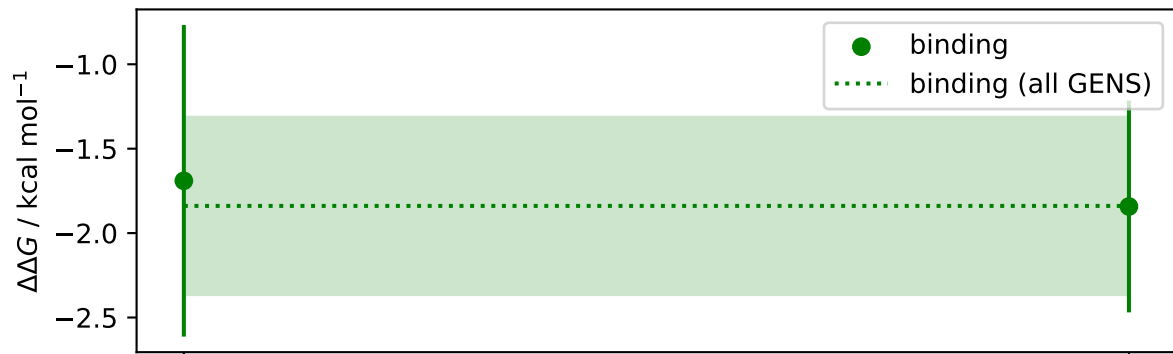 binding
binding (all GENS)
−1.0
−1.5
−2.0
−2.5
ΔΔG / kcal mol⁻¹